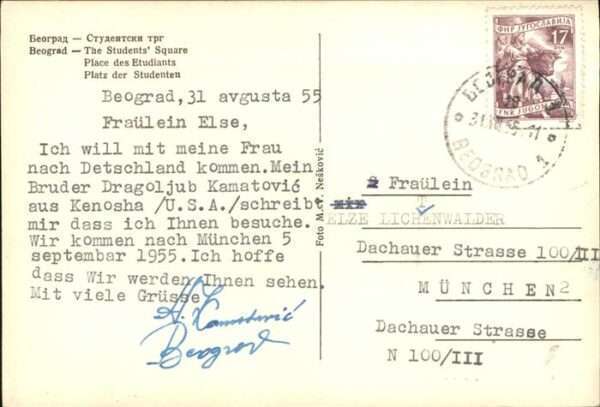 Београд — Студентски трг
Beograd — The Students' Square
Place des Etudiants
Platz der Studenten
Beograd, 31 avgusta 55
Fräulein Else,
Ich will mit meine Frau
nach Detschland kommen.Mein
Bruder Dragoljub Kamatović
aus Kenosha /U.S.A./schreibt
mir dass ich Ihnen besuche.
Wir kommen nach München 5
septembar 1955.Ich hoffe
dass Wir werden Ihnen sehen.
Mit viele Grüsse
Beograd
Foto M. Nešković
ФНР ЈУГОСЛАВИЈА
17
БЕОГРАД
BEOGRAD 1
Fräulein
ELZE LICHENWALDER
Dachauer Strasse 100/III
MÜNCHEN 2
Dachauer Strasse
N 100/III